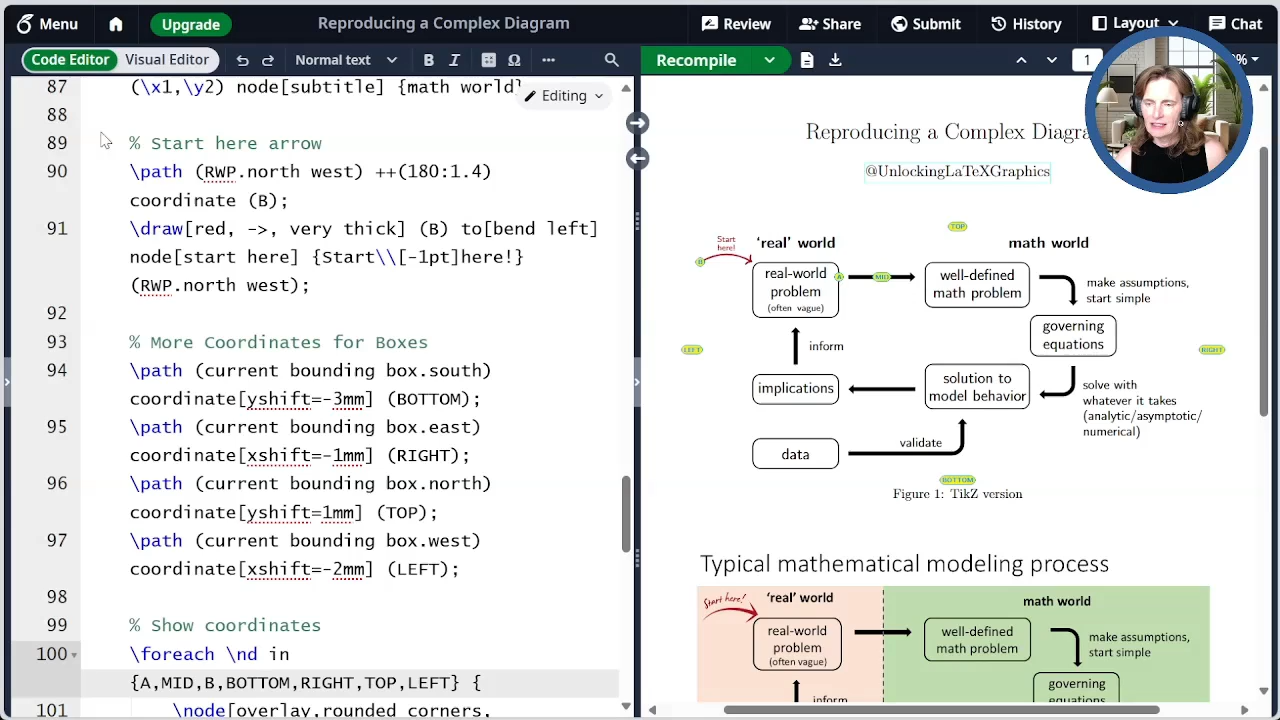 Menu
Upgrade
Reproducing a Complex Diagram
Review
Share
Submit
History
Layout
Chat
Code Editor
Visual Editor
Normal text
B
I
Ω
Recompile
1
%
Editing
87 (\x1,\y2) node[subtitle] {math world}
88
89 % Start here arrow
90 \path (RWP.north west) ++(180:1.4)
coordinate (B);
91 \draw[red, ->, very thick] (B) to[bend left]
node[start here] {Start\\[-1pt]here!}
(RWP.north west);
92
93 % More Coordinates for Boxes
94 \path (current bounding box.south)
coordinate[yshift=-3mm] (BOTTOM);
95 \path (current bounding box.east)
coordinate[xshift=-1mm] (RIGHT);
96 \path (current bounding box.north)
coordinate[yshift=1mm] (TOP);
97 \path (current bounding box.west)
coordinate[xshift=-2mm] (LEFT);
98
99 % Show coordinates
100 \foreach \nd in
{A,MID,B,BOTTOM,RIGHT,TOP,LEFT} {
101 \node[overlay,rounded corners,
Reproducing a Complex Diagra
@UnlockingLaTeXGraphics
TOP
Start
here!
'real' world
math world
B
real-world
problem
(often vague)
A
MID
well-defined
math problem
make assumptions,
start simple
governing
equations
LEFT
RIGHT
inform
implications
solution to
model behavior
solve with
whatever it takes
(analytic/asymptotic/
numerical)
validate
data
BOTTOM
Figure 1: TikZ version
Typical mathematical modeling process
Start here!
'real' world
math world
real-world
problem
(often vague)
well-defined
math problem
make assumptions,
start simple
governing
inform